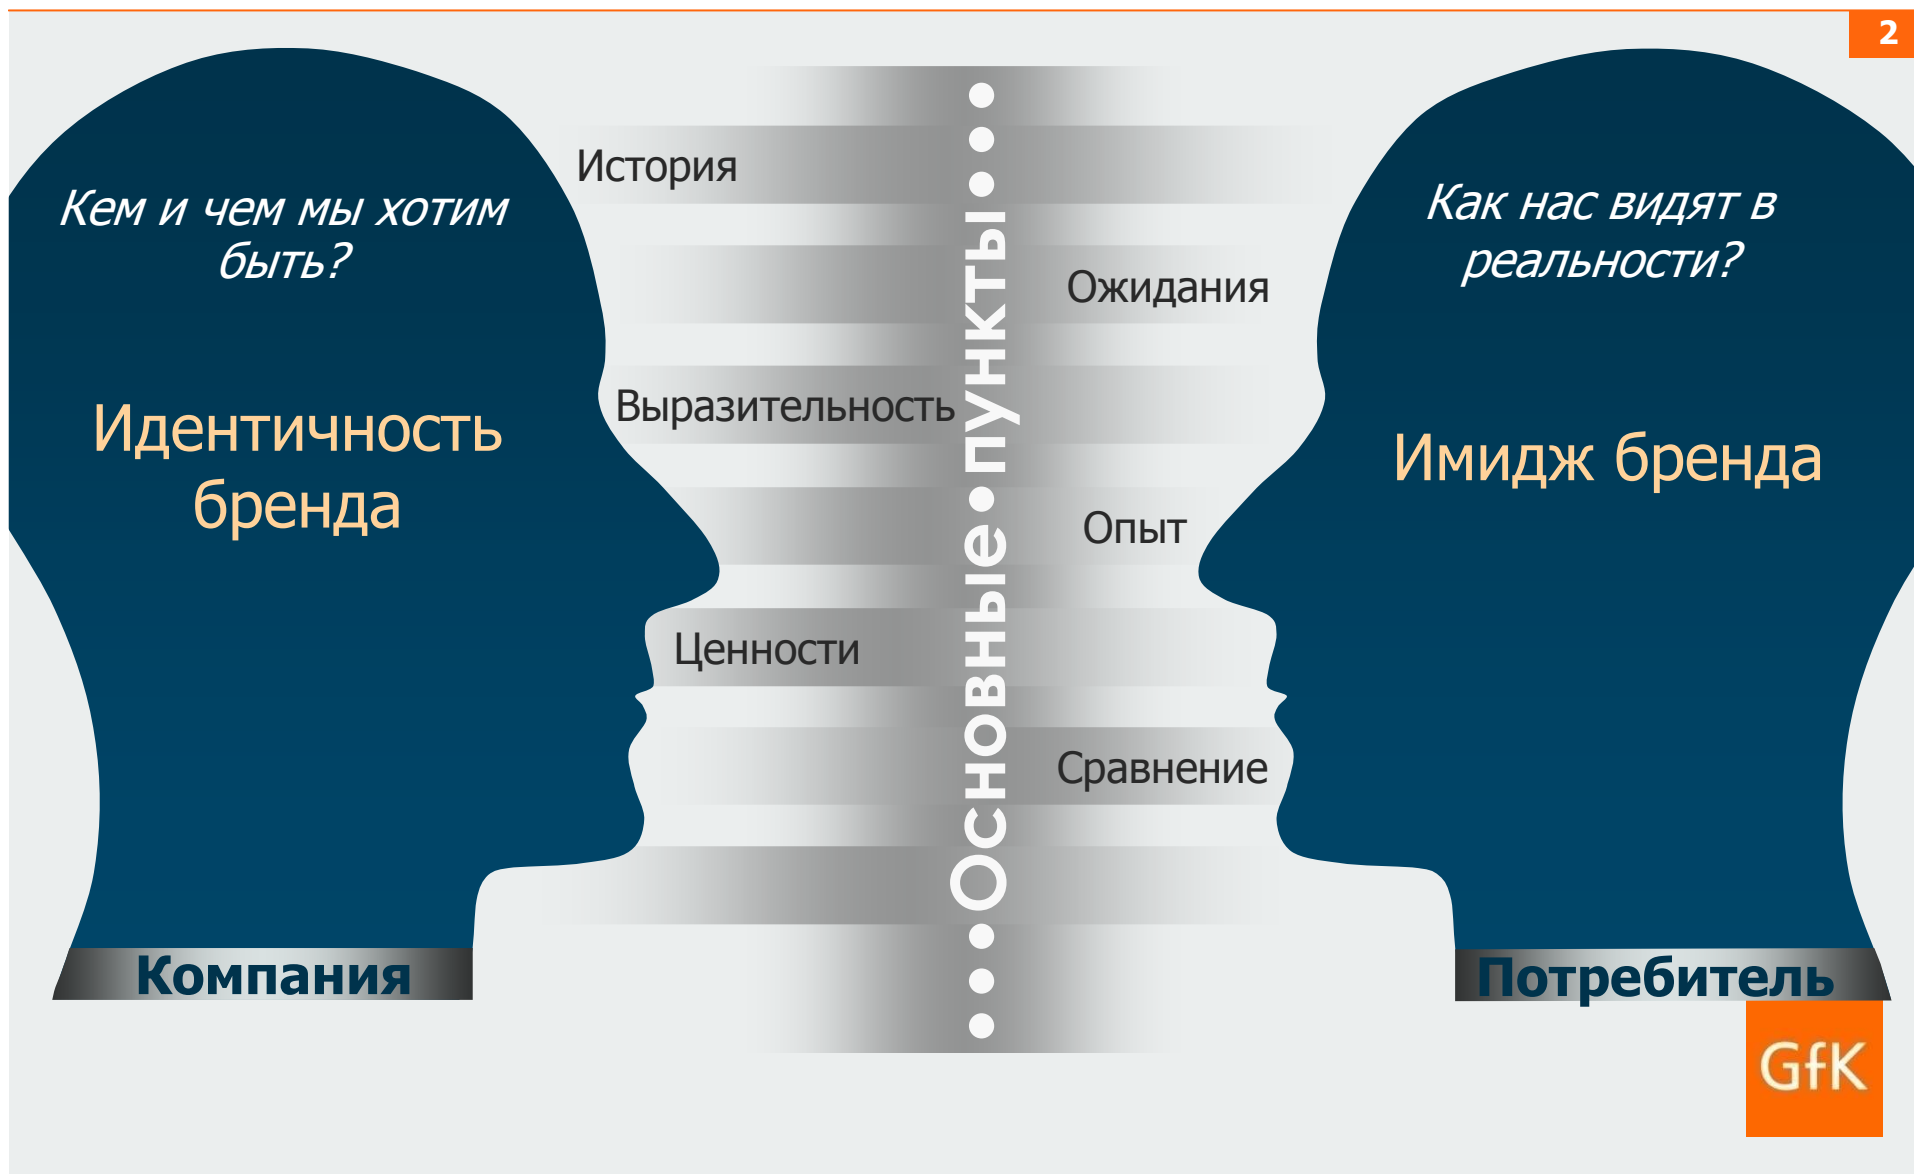 2
Кем и чем мы хотим
быть?
Идентичность
бренда
Компания
История
Выразительность
Ценности
Основные•пункты
Ожидания
Опыт
Сравнение
Как нас видят в
реальности?
Имидж бренда
Потребитель
GfK